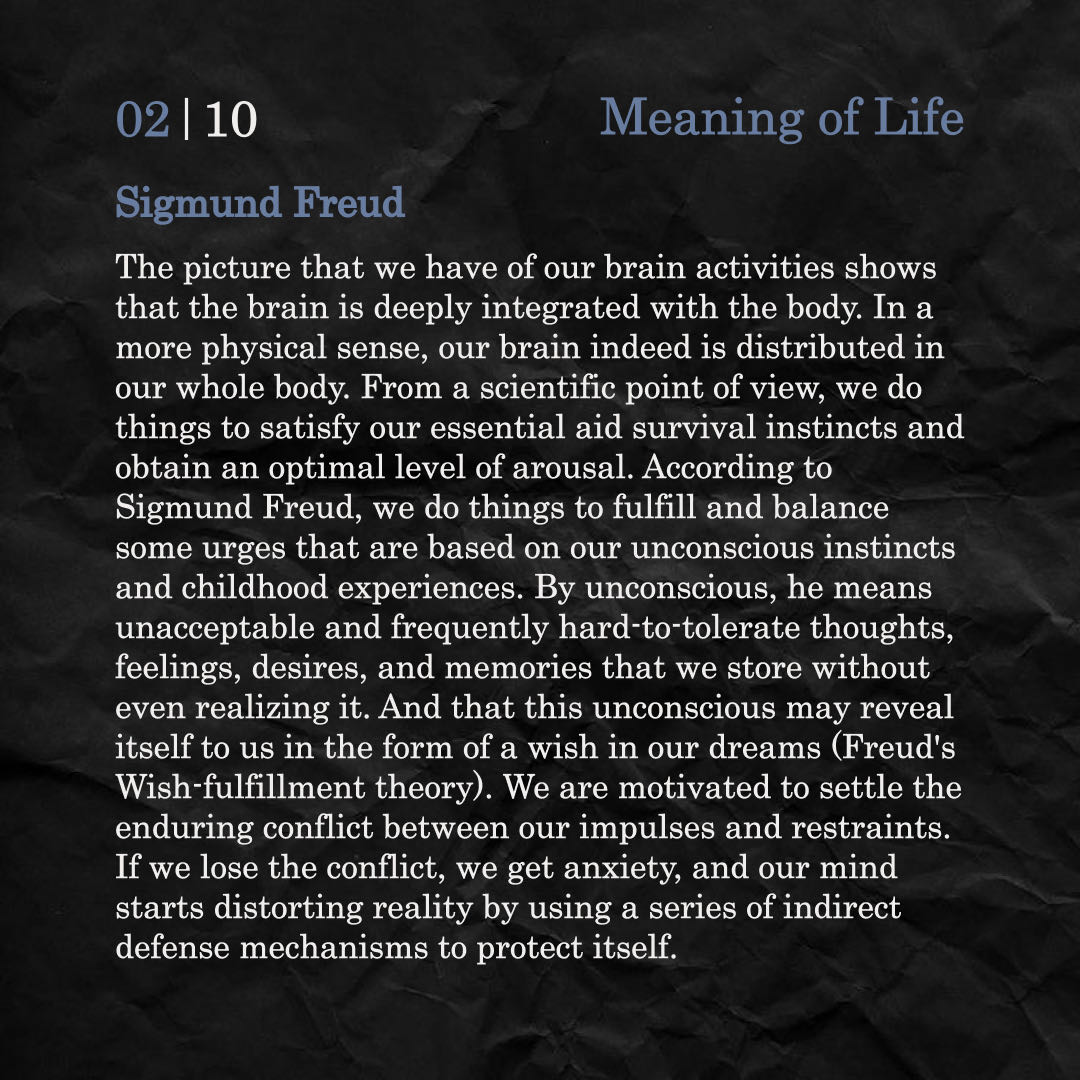 02 | 10
Meaning of Life
Sigmund Freud
The picture that we have of our brain activities shows
that the brain is deeply integrated with the body. In a
more physical sense, our brain indeed is distributed in
our whole body. From a scientific point of view, we do
things to satisfy our essential aid survival instincts and
obtain an optimal level of arousal. According to
Sigmund Freud, we do things to fulfill and balance
some urges that are based on our unconscious instincts
and childhood experiences. By unconscious, he means
unacceptable and frequently hard-to-tolerate thoughts,
feelings, desires, and memories that we store without
even realizing it. And that this unconscious may reveal
itself to us in the form of a wish in our dreams (Freud's
Wish-fulfillment theory). We are motivated to settle the
enduring conflict between our impulses and restraints.
If we lose the conflict, we get anxiety, and our mind
starts distorting reality by using a series of indirect
defense mechanisms to protect itself.